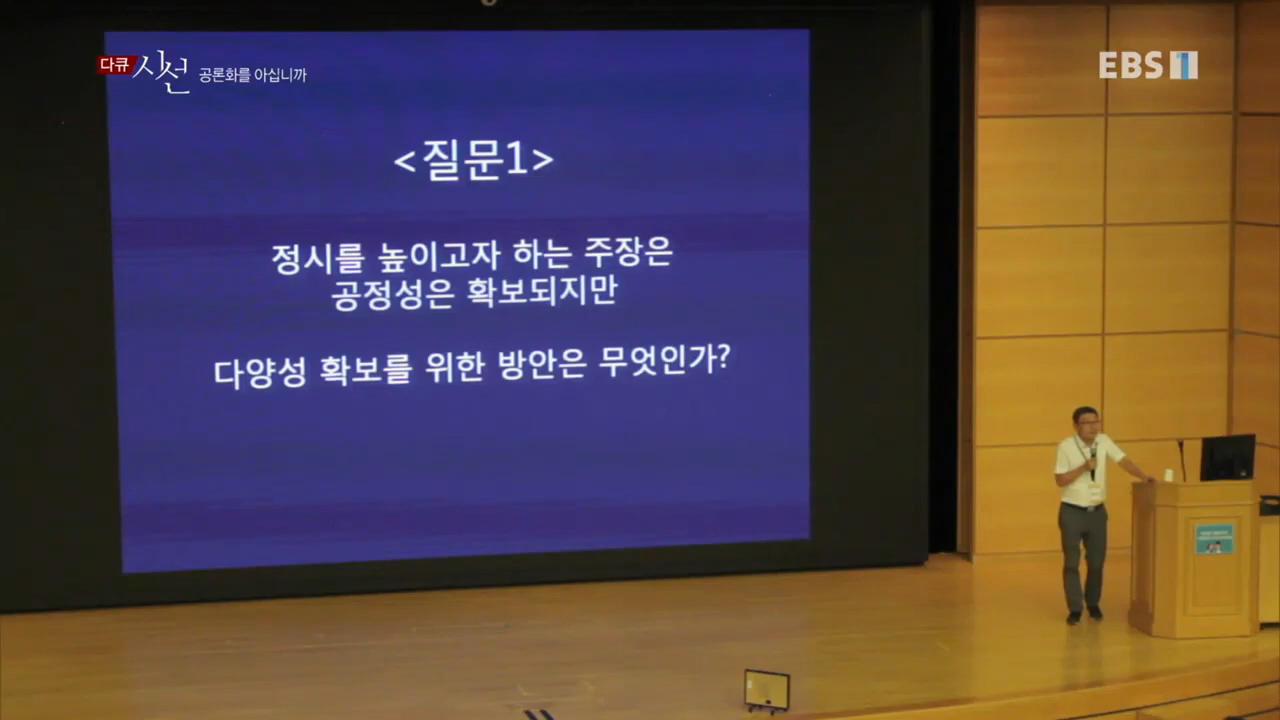 다큐 시선 공론화를 아십니까
EBS 1
<질문1>
정시를 높이고자 하는 주장은
공정성은 확보되지만
다양성 확보를 위한 방안은 무엇인가?